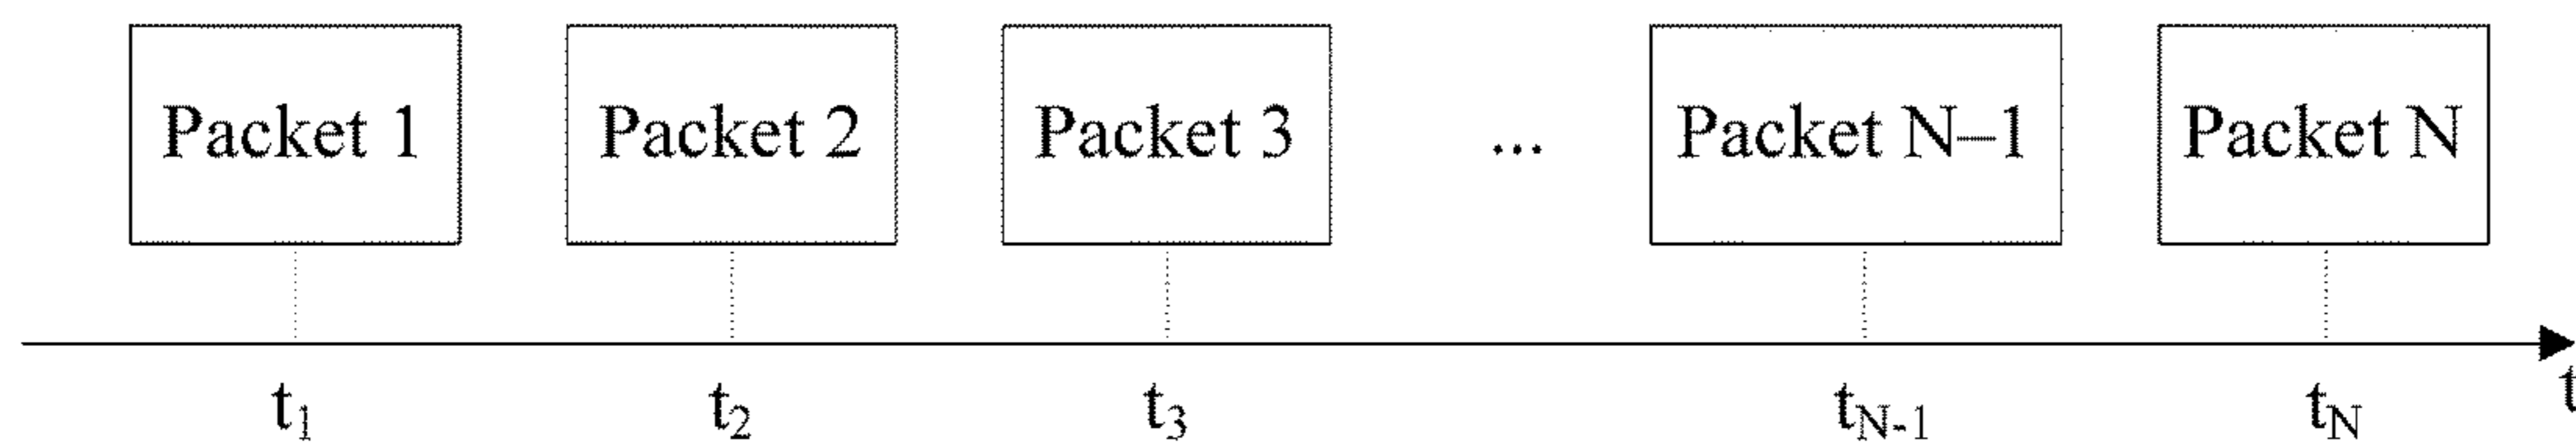 Packet 1 Packet 2 Packet 3 ... Packet N–1 Packet N
t1 t2 t3 tN-1 tN t